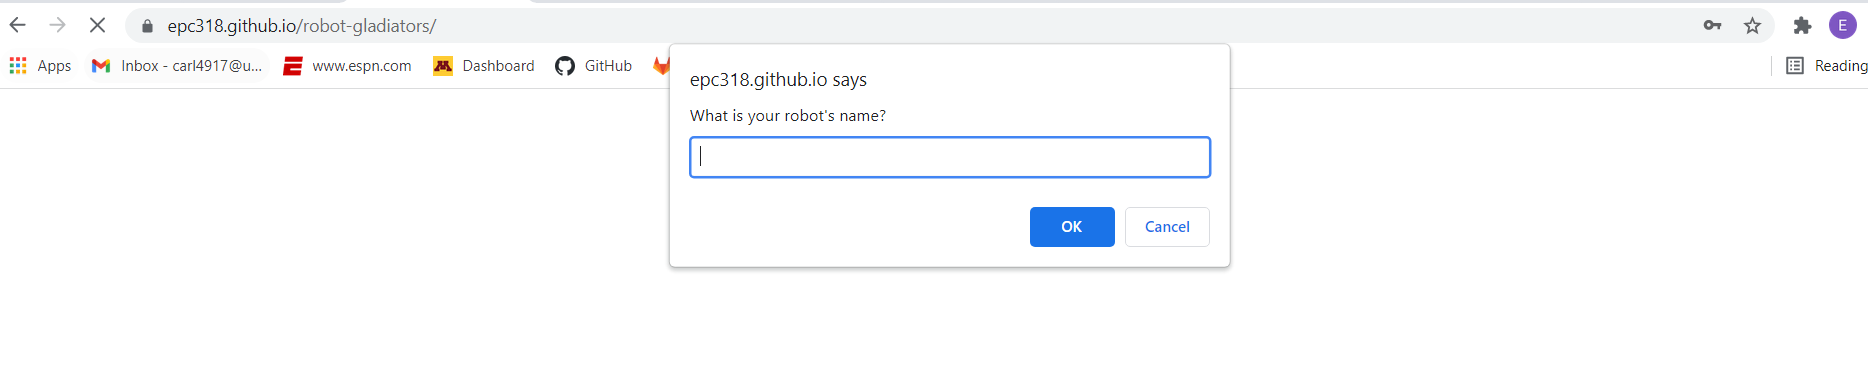 epc318.github.io/robot-gladiators/
E
Apps
Inbox - carl4917@u...
www.espn.com
Dashboard
GitHub
Reading
epc318.github.io says
What is your robot's name?
OK
Cancel